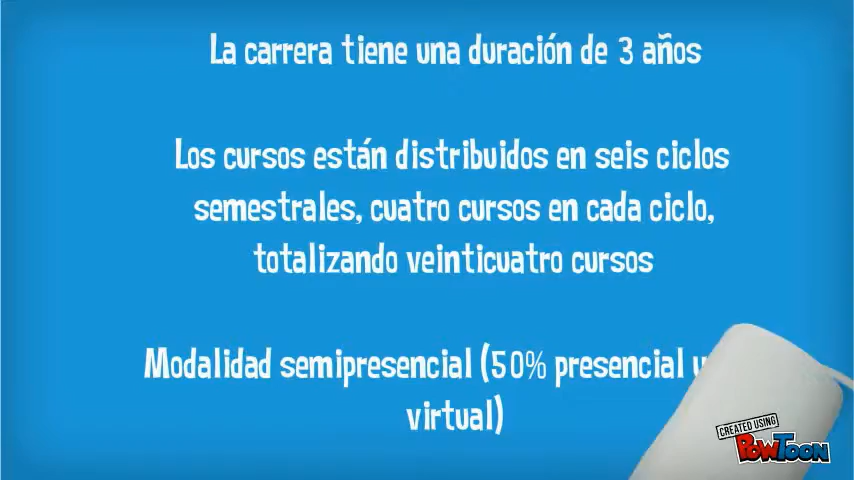 La carrera tiene una duración de 3 años
Los cursos están distribuidos en seis ciclos
semestrales, cuatro cursos en cada ciclo,
totalizando veinticuatro cursos
Modalidad semipresencial (50% presencial
virtual)
CREATED USING
POWTOON